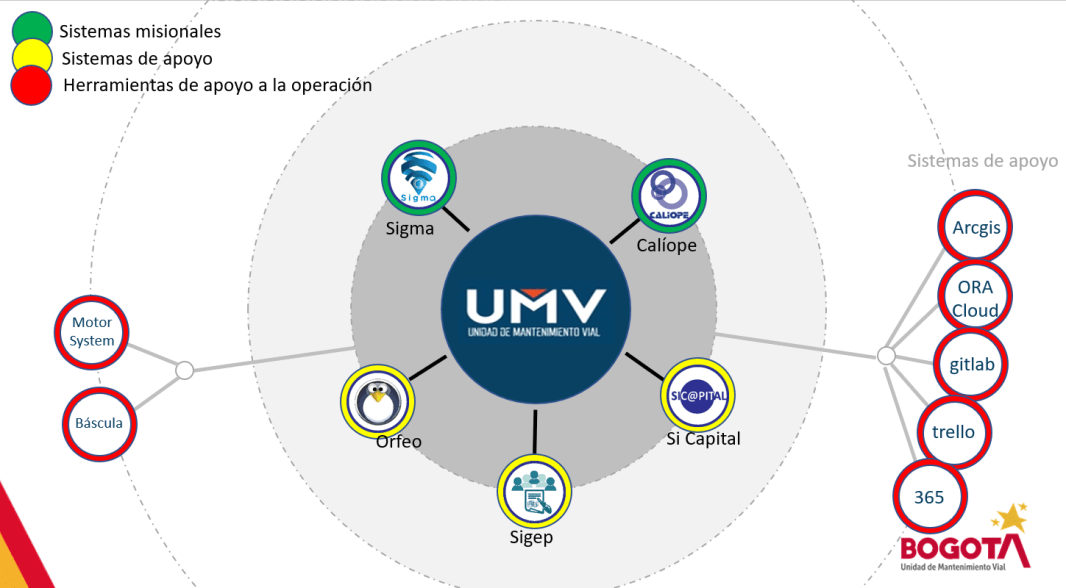 Sistemas misionales
Sistemas de apoyo
Herramientas de apoyo a la operación
Sistemas de apoyo
Sigma
Sigma
CALIOPE
Calíope
Arcgis
ORA
Cloud
gitlab
trello
365
UMV
UNIDAD DE MANTENIMIENTO VIAL
Motor
System
Báscula
Orfeo
SIC@PITAL
Si Capital
Sigep
BOGOTÁ
Unidad de Mantenimiento Vial